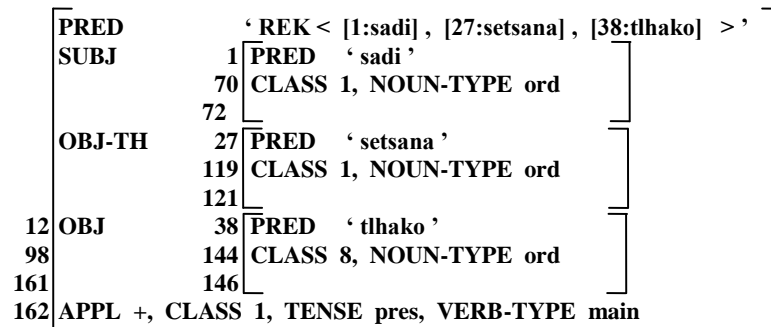 PRED ‘ REK < [1:sadi] , [27:setsana] , [38:tlhako] > ’
SUBJ 1 PRED ‘ sadi ’
70 CLASS 1, NOUN-TYPE ord
72
OBJ-TH 27 PRED ‘ setsana ’
119 CLASS 1, NOUN-TYPE ord
121
12 OBJ 38 PRED ‘ tlhako ’
98 144 CLASS 8, NOUN-TYPE ord
161 146
162 APPL +, CLASS 1, TENSE pres, VERB-TYPE main